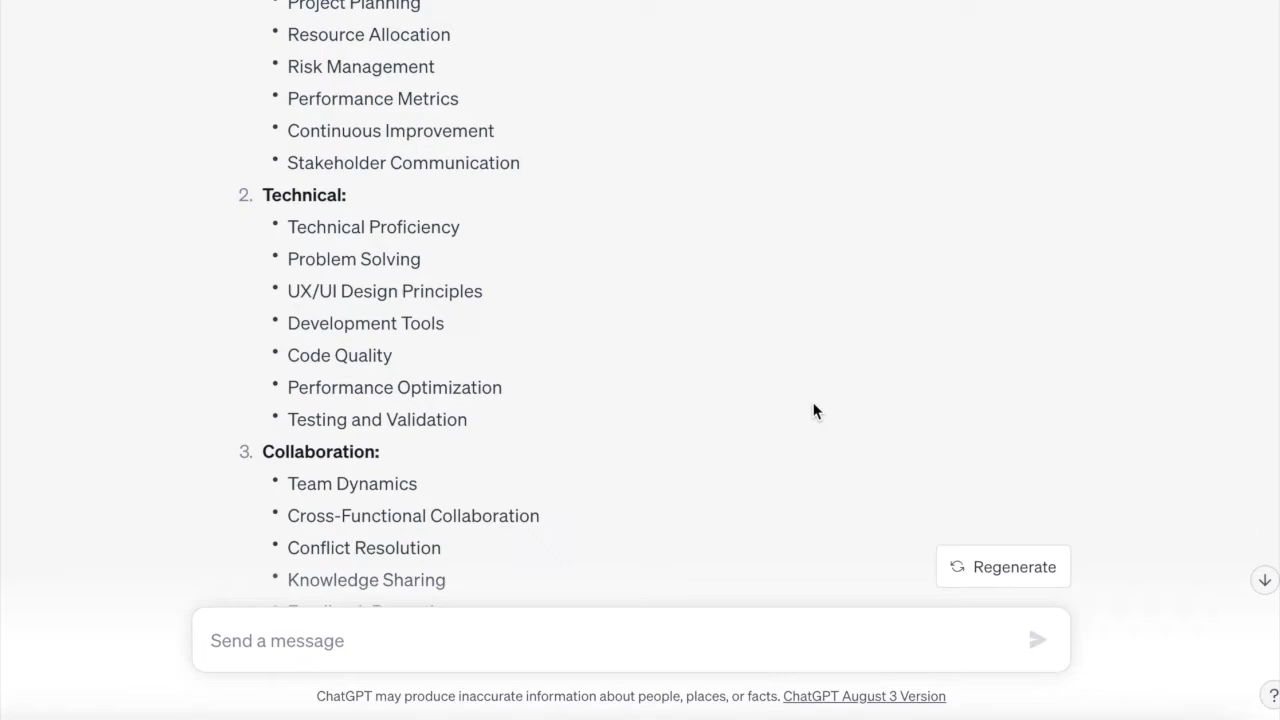 Project Planning
• Resource Allocation
• Risk Management
• Performance Metrics
• Continuous Improvement
• Stakeholder Communication
2. Technical:
• Technical Proficiency
• Problem Solving
• UX/UI Design Principles
• Development Tools
• Code Quality
• Performance Optimization
• Testing and Validation
3. Collaboration:
• Team Dynamics
• Cross-Functional Collaboration
• Conflict Resolution
• Knowledge Sharing
Regenerate
Send a message
ChatGPT may produce inaccurate information about people, places, or facts. ChatGPT August 3 Version
?